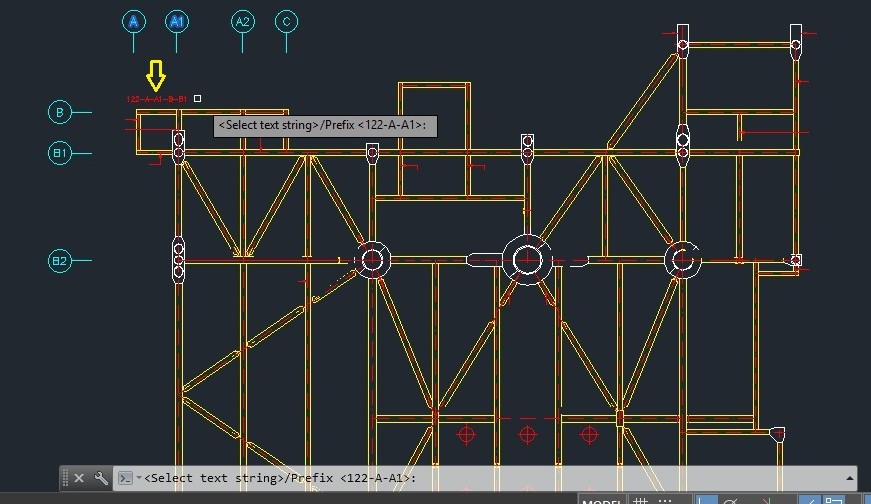 A A1 A2 C
122-A-A1-B-B1
B
<Select text string>/Prefix <122-A-A1>:
B1
B2
<Select text string>/Prefix <122-A-A1>:
MODEL